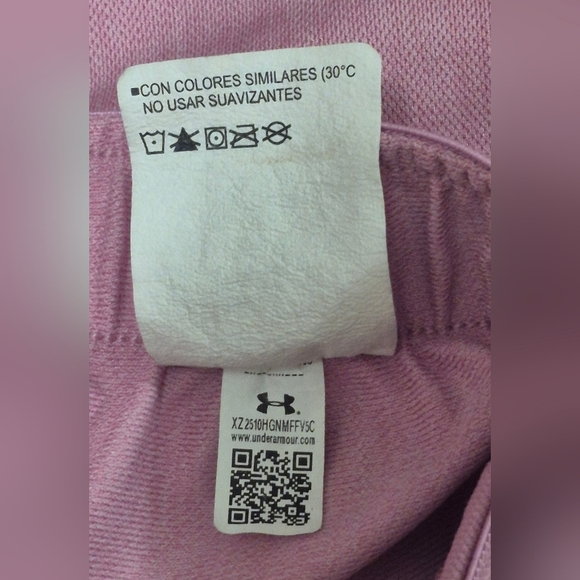 ■CON COLORES SIMILARES (30°C
NO USAR SUAVIZANTES
XZ2510HGNMFFV5C
www.underarmour.com